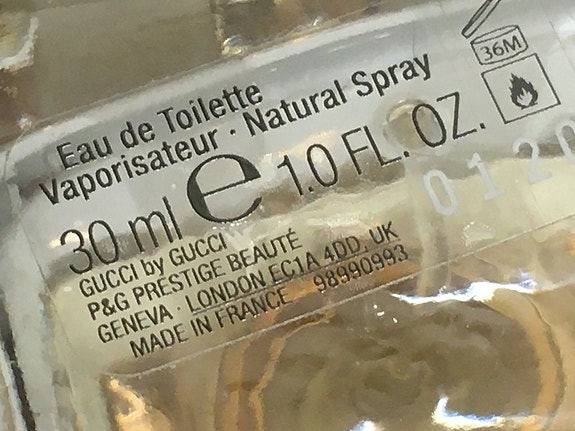 36M
Eau de Toilette
Vaporisateur · Natural Spray
30 ml e 1.0 FL. OZ.
GUCCI by GUCCI
P&G PRESTIGE BEAUTÉ
GENEVA · LONDON EC1A 4DD, UK
MADE IN FRANCE 98990993
0120